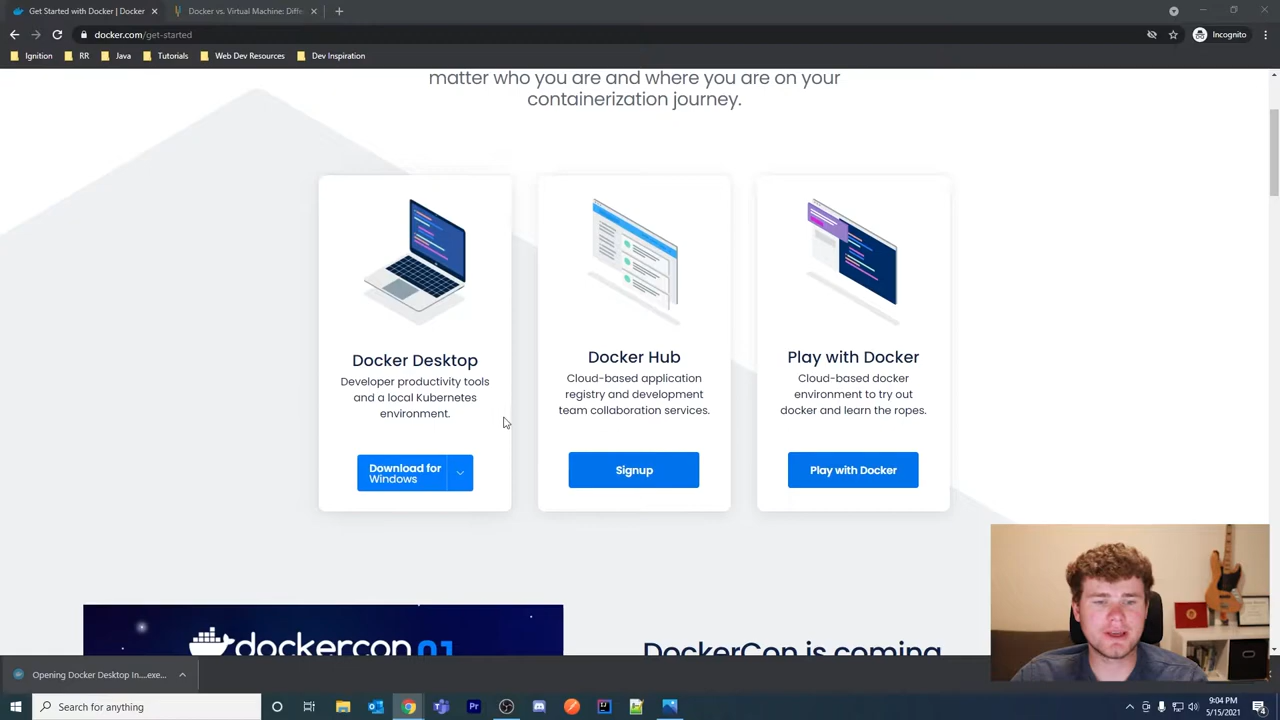 Get Started with Docker | Docker
Docker vs. Virtual Machine: Diffe
docker.com/get-started
Incognito
Ignition
RR
Java
Tutorials
Web Dev Resources
Dev Inspiration
matter who you are and where you are on your
containerization journey.
Docker Desktop
Developer productivity tools
and a local Kubernetes
environment.
Download for
Windows
Docker Hub
Cloud-based application
registry and development
team collaboration services.
Signup
Play with Docker
Cloud-based docker
environment to try out
docker and learn the ropes.
Play with Docker
dockercon
DockerCon is coming
Opening Docker Desktop In....exe...
Search for anything
9:04 PM
5/15/2021